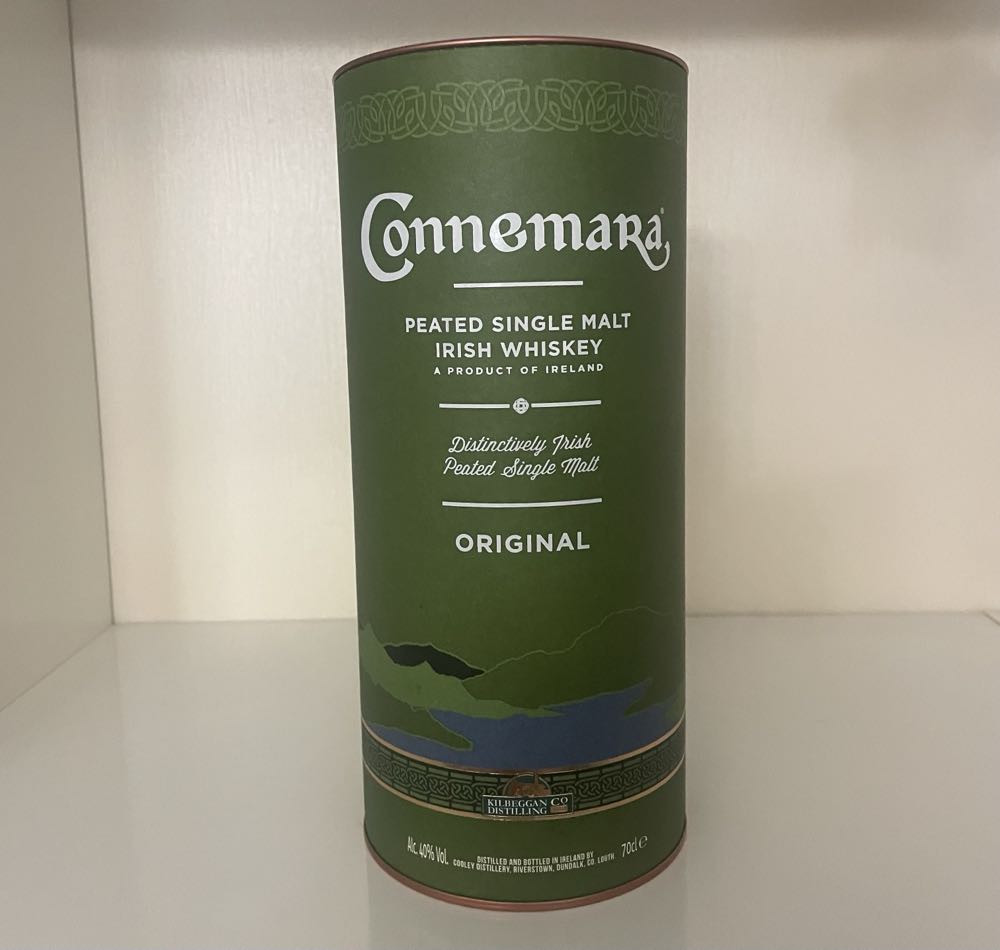 Connemara
PEATED SINGLE MALT
IRISH WHISKEY
A PRODUCT OF IRELAND
Distinctively Irish
Peated Single Malt
ORIGINAL
KILBEGGAN CO
DISTILLING
Alc. 40% Vol.
DISTILLED AND BOTTLED IN IRELAND BY
COOLEY DISTILLERY, RIVERSTOWN, DUNDALK, CO. LOUTH.
70cl ℮